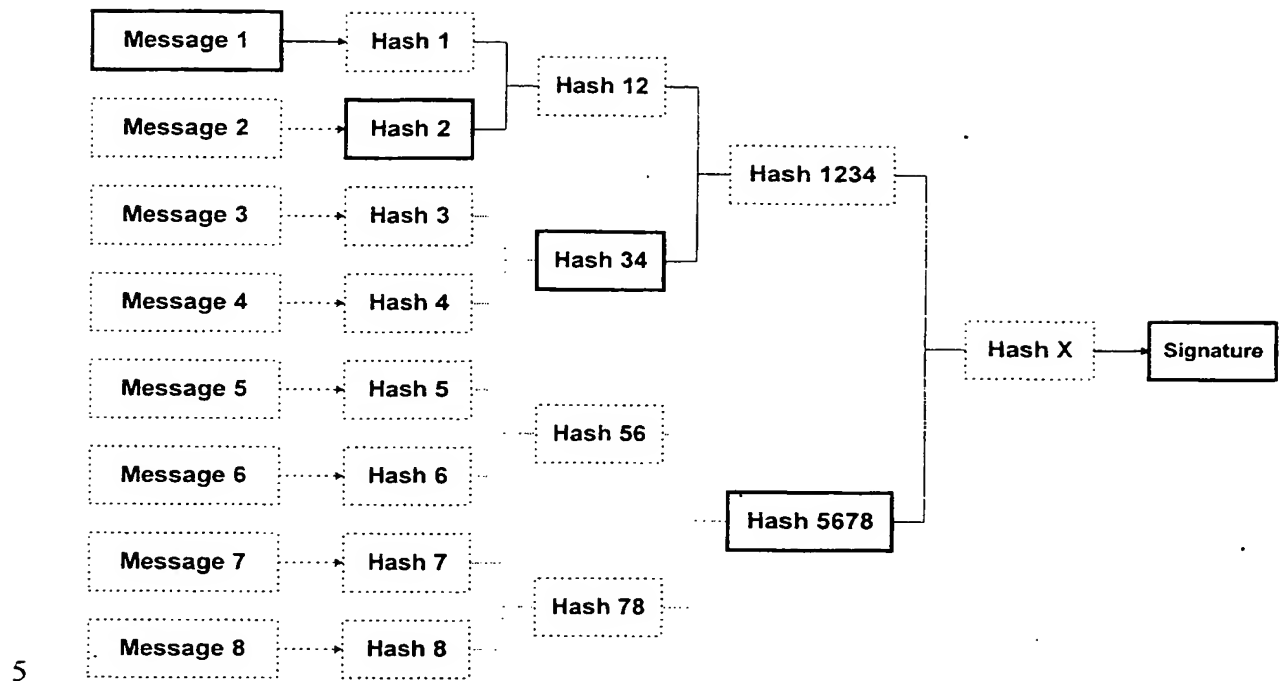 Message 1
Hash 1
Hash 12
Message 2
Hash 2
Hash 1234
Message 3
Hash 3
Hash 34
Message 4
Hash 4
Hash X
Signature
Message 5
Hash 5
Hash 56
Message 6
Hash 6
Hash 5678
Message 7
Hash 7
Hash 78
Message 8
Hash 8
5